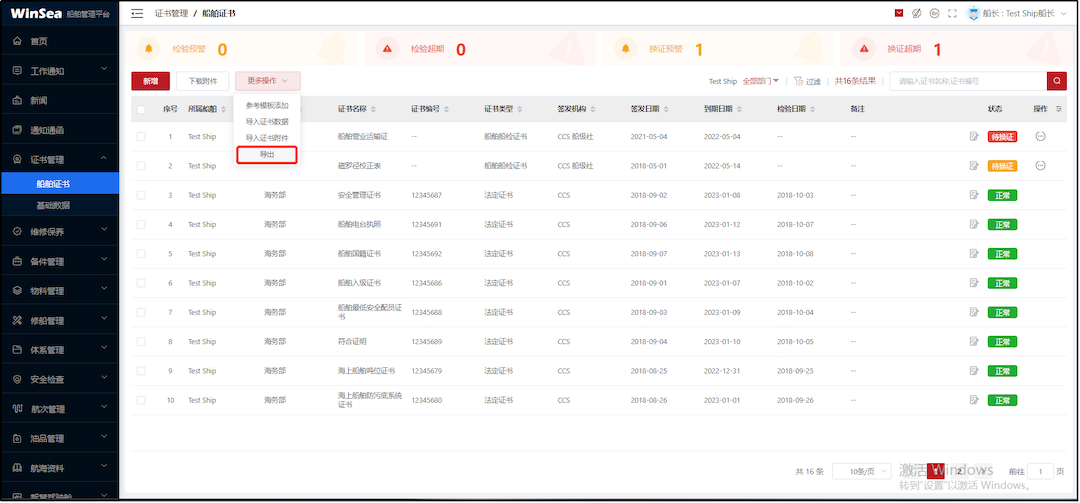 WinSea 船舶管理平台
证书管理 / 船舶证书
船长 : Test Ship船长
首页
工作通知
新闻
通知通函
证书管理
船舶证书
基础数据
维修保养
备件管理
物料管理
修船管理
体系管理
安全检查
航次管理
油品管理
航海资料
智慧驾驶舱
检验预警 0
检验超期 0
换证预警 1
换证超期 1
新增 下载附件 更多操作
Test Ship 全部部门 过滤 共16条结果 请输入证书名称,证书编号
参考模板添加
导入证书数据
导入证书附件
导出
序号 所属船舶 证书名称 证书编号 证书类型 签发机构 签发日期 到期日期 检验日期 备注 状态 操作
1 Test Ship 船舶营业运输证 -- 船舶船检证书 CCS 船级社 2021-05-04 2022-05-04 -- -- 待换证
2 Test Ship 磁罗径校正表 -- 船舶船检证书 CCS 船级社 2018-05-01 2022-05-14 -- -- 待换证
3 Test Ship 海务部 安全管理证书 12345687 法定证书 CCS 2018-09-02 2023-01-08 2018-10-03 -- 正常
4 Test Ship 海务部 船舶电台执照 12345691 法定证书 CCS 2018-09-06 2023-01-12 2018-10-07 -- 正常
5 Test Ship 海务部 船舶国籍证书 12345692 法定证书 CCS 2018-09-07 2023-01-13 2018-10-08 -- 正常
6 Test Ship 海务部 船舶入级证书 12345686 法定证书 CCS 2018-09-01 2023-01-07 2018-10-02 -- 正常
7 Test Ship 海务部 船舶最低安全配员证书 12345688 法定证书 CCS 2018-09-03 2023-01-09 2018-10-04 -- 正常
8 Test Ship 海务部 符合证明 12345689 法定证书 CCS 2018-09-04 2023-01-10 2018-10-05 -- 正常
9 Test Ship 海务部 海上船舶吨位证书 12345679 法定证书 CCS 2018-08-25 2022-12-31 2018-09-25 -- 正常
10 Test Ship 海务部 海上船舶防污底系统证书 12345680 法定证书 CCS 2018-08-26 2023-01-01 2018-09-26 -- 正常
共 16 条 10条/页 1 2 前往 1 页
激活 Windows
转到"设置"以激活 Windows。